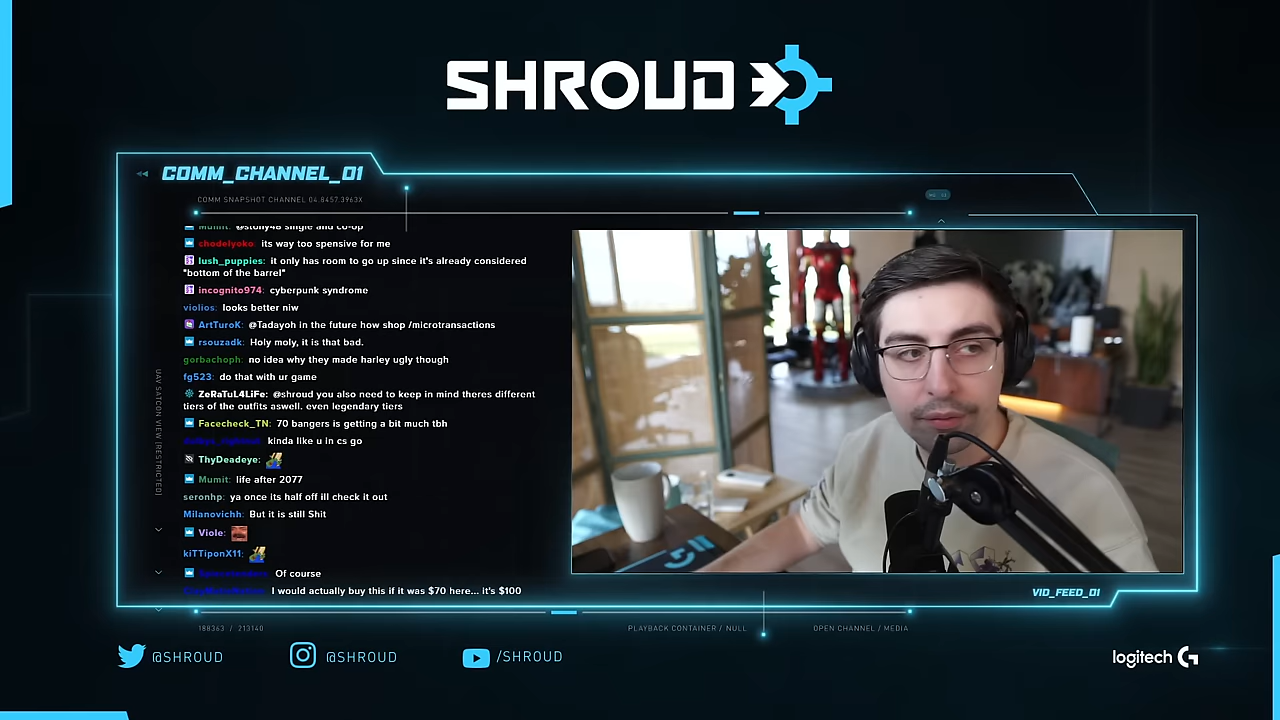 SHROUD
COMM_CHANNEL_01
COMM SNAPSHOT CHANNEL 04.8457.3963X
Mumit: @stony48 single and co-op
chodelyoko: its way too spensive for me
lush_puppies: it only has room to go up since it's already considered
"bottom of the barrel"
incognito974: cyberpunk syndrome
violios: looks better niw
ArtTuroK: @Tadayoh in the future how shop /microtransactions
rsouzadk: Holy moly, it is that bad.
gorbachoph: no idea why they made harley ugly though
fg523: do that with ur game
ZeRaTuL4LiFe: @shroud you also need to keep in mind theres different
tiers of the outfits aswell. even legendary tiers
Facecheck_TN: 70 bangers is getting a bit much tbh
kinda like u in cs go
ThyDeadeye:
Mumit: life after 2077
seronhp: ya once its half off ill check it out
Milanovichh: But it is still Shit
Viole:
kiTTiponX11:
Of course
I would actually buy this if it was $70 here... It's $100
UAV SATCON VIEW [RESTRICTED]
VID_FEED_01
188363 / 213140
PLAYBACK CONTAINER / NULL
OPEN CHANNEL / MEDIA
@SHROUD
@SHROUD
/SHROUD
logitech G